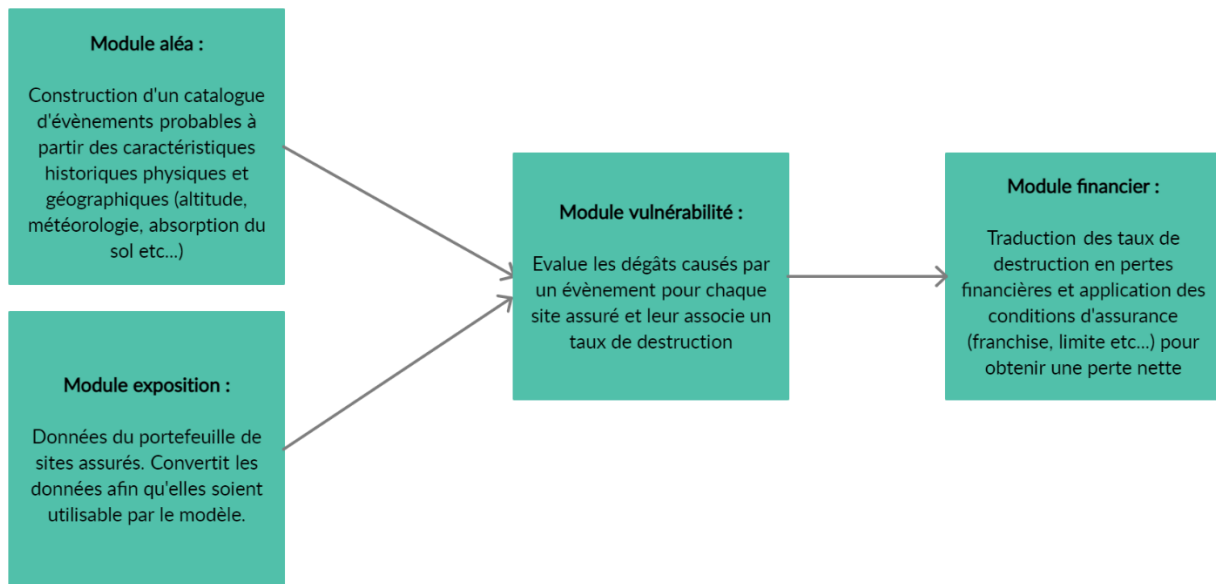 Module aléa :
Construction d'un catalogue
d'évènements probables à
partir des caractéristiques
historiques physiques et
géographiques (altitude,
météorologie, absorption du
sol etc...)
Module exposition :
Données du portefeuille de
sites assurés. Convertit les
données afin qu'elles soient
utilisable par le modèle.
Module vulnérabilité :
Evalue les dégâts causés par
un évènement pour chaque
site assuré et leur associe un
taux de destruction
Module financier :
Traduction des taux de
destruction en pertes
financières et application des
conditions d'assurance
(franchise, limite etc...) pour
obtenir une perte nette